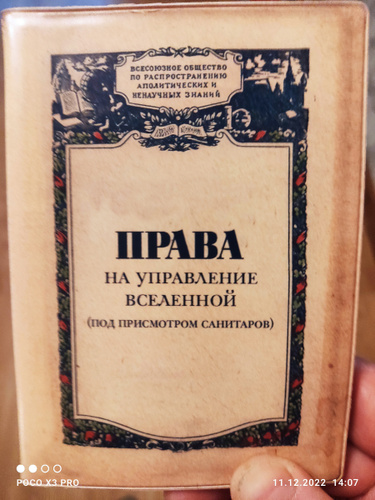 ВСЕСОЮЗНОЕ ОБЩЕСТВО
ПО РАСПРОСТРАНЕНИЮ
АПОЛИТИЧЕСКИХ И
НЕНАУЧНЫХ ЗНАНИЙ
ПРАВА
НА УПРАВЛЕНИЕ
ВСЕЛЕННОЙ
(ПОД ПРИСМОТРОМ САНИТАРОВ)
POCO X3 PRO
11.12.2022 14:07